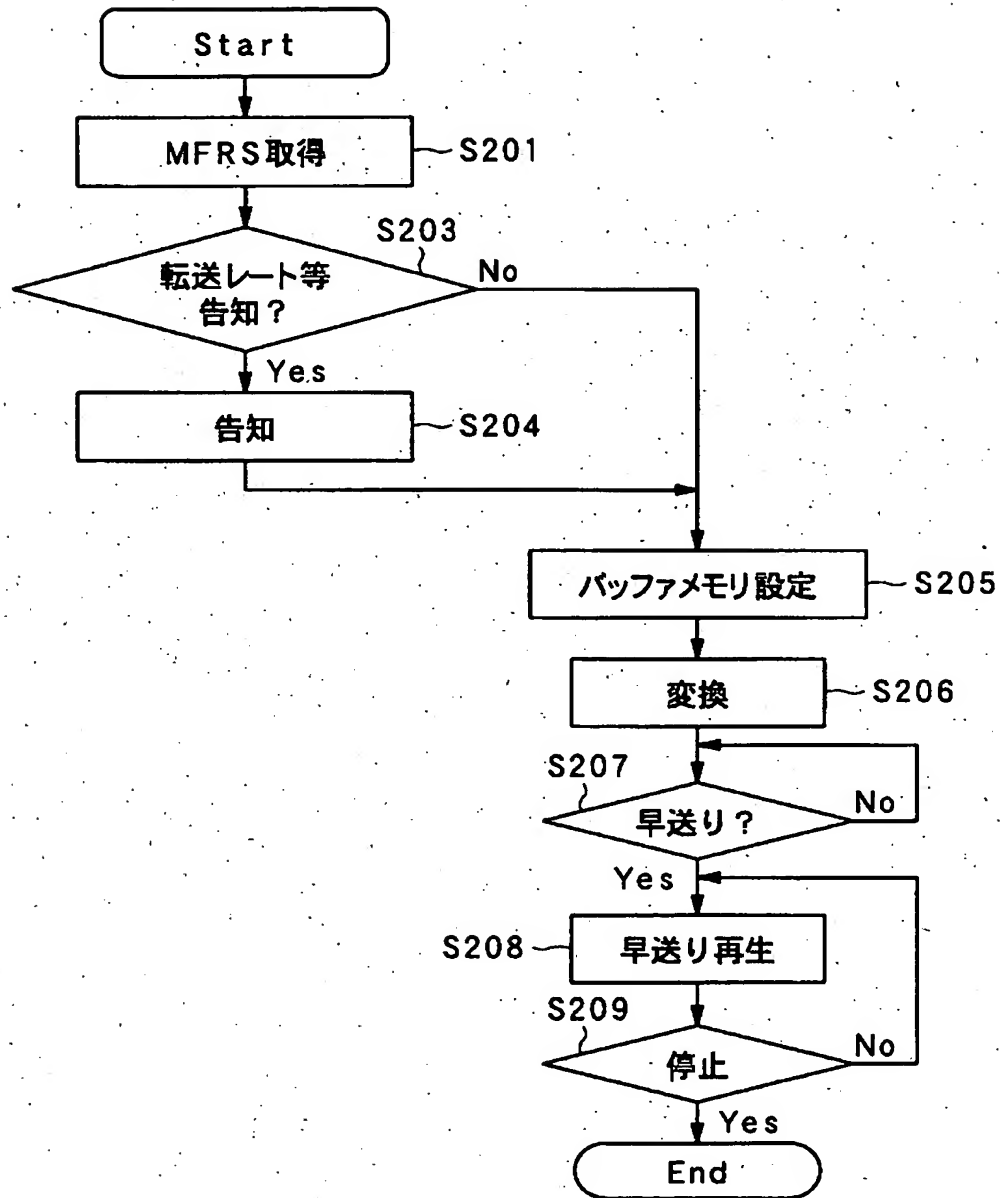 Start
MFRS取得
S201
S203
転送レート等
告知？
No
Yes
告知
S204
バッファメモリ設定
S205
変換
S206
S207
早送り？
No
Yes
S208
早送り再生
S209
停止
No
Yes
End